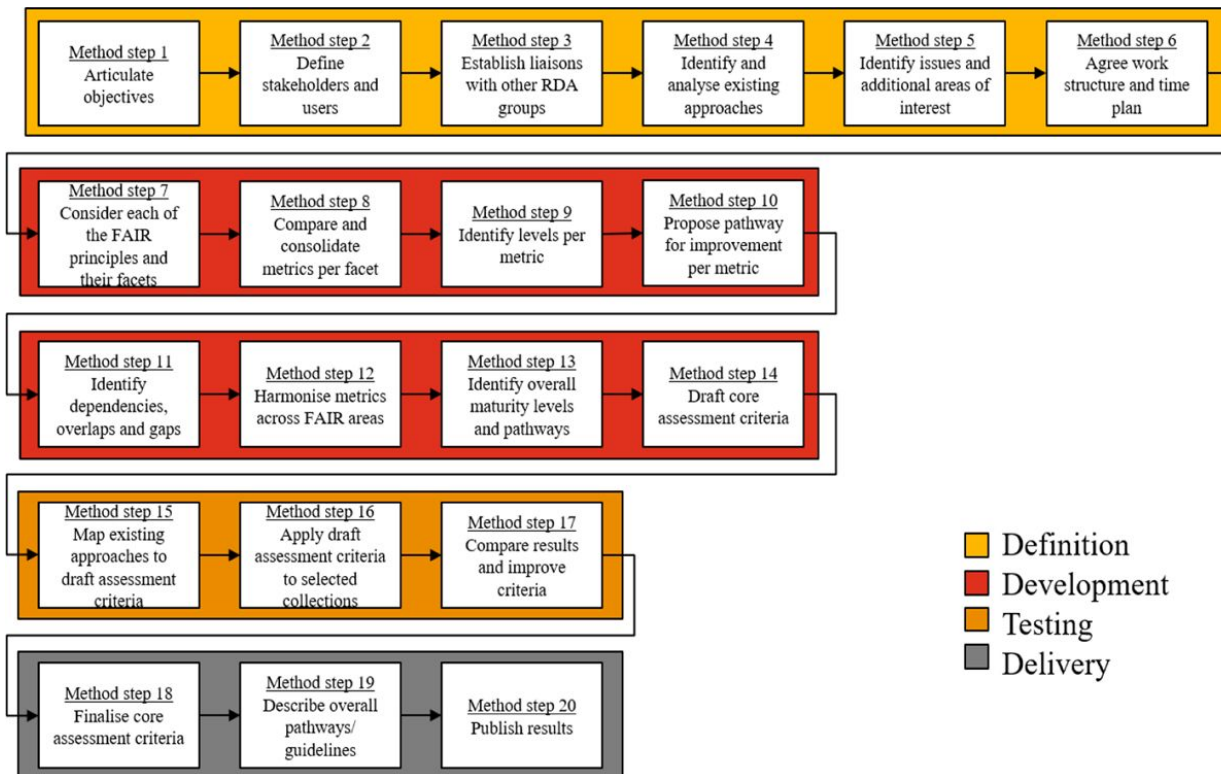 Method step 1
Articulate
objectives
Method step 2
Define
stakeholders and
users
Method step 3
Establish liaisons
with other RDA
groups
Method step 4
Identify and
analyse existing
approaches
Method step 5
Identify issues and
additional areas of
interest
Method step 6
Agree work
structure and time
plan
Method step 7
Consider each of
the FAIR
principles and
their facets
Method step 8
Compare and
consolidate
metrics per facet
Method step 9
Identify levels per
metric
Method step 10
Propose pathway
for improvement
per metric
Method step 11
Identify
dependencies,
overlaps and gaps
Method step 12
Harmonise metrics
across FAIR areas
Method step 13
Identify overall
maturity levels
and pathways
Method step 14
Draft core
assessment criteria
Method step 15
Map existing
approaches to
draft assessment
criteria
Method step 16
Apply draft
assessment criteria
to selected
collections
Method step 17
Compare results
and improve
criteria
Method step 18
Finalise core
assessment criteria
Method step 19
Describe overall
pathways/
guidelines
Method step 20
Publish results
Definition
Development
Testing
Delivery